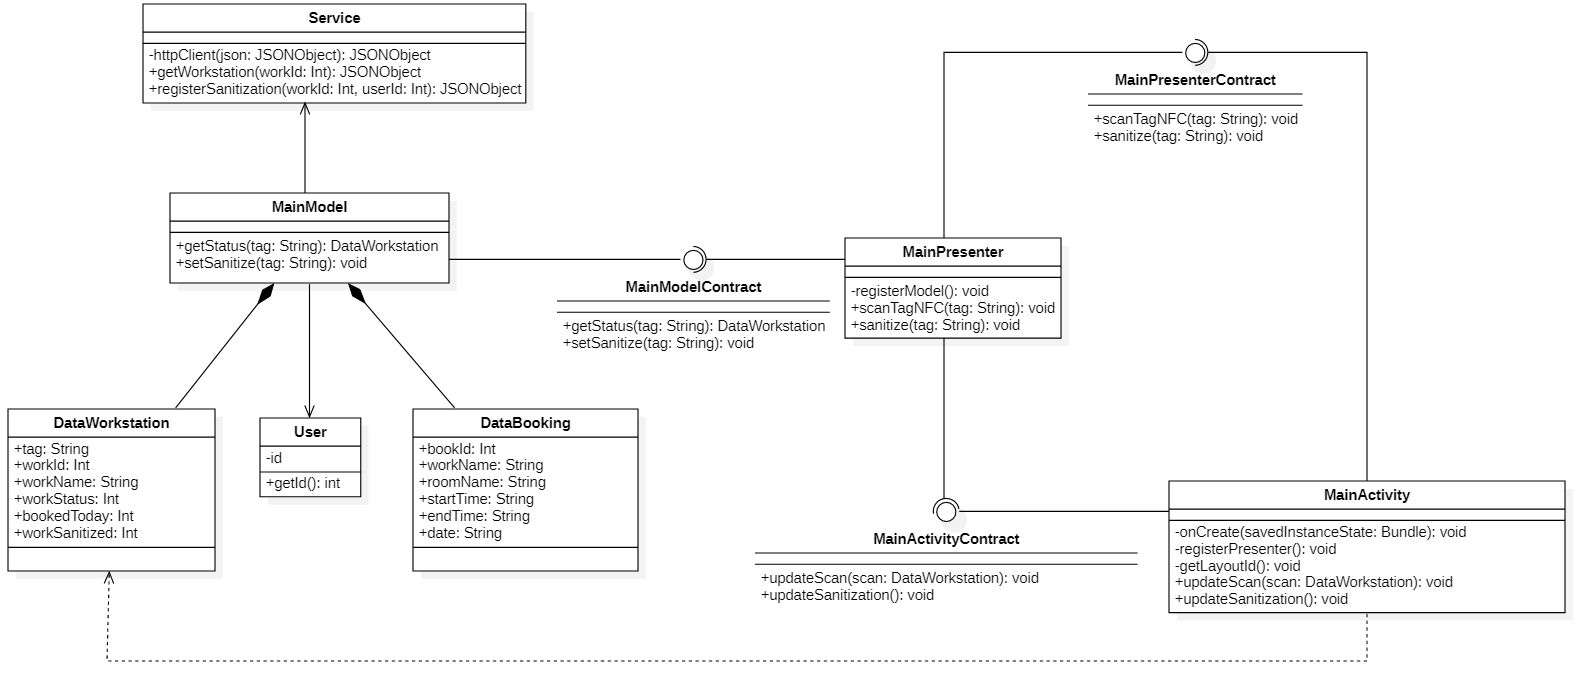 Service
-httpClient(json: JSONObject): JSONObject
+getWorkstation(workId: Int): JSONObject
+registerSanitization(workId: Int, userId: Int): JSONObject
MainPresenterContract
+scanTagNFC(tag: String): void
+sanitize(tag: String): void
MainModel
+getStatus(tag: String): DataWorkstation
+setSanitize(tag: String): void
MainModelContract
+getStatus(tag: String): DataWorkstation
+setSanitize(tag: String): void
MainPresenter
-registerModel(): void
+scanTagNFC(tag: String): void
+sanitize(tag: String): void
DataWorkstation
+tag: String
+workId: Int
+workName: String
+workStatus: Int
+bookedToday: Int
+workSanitized: Int
User
-id
+getId(): int
DataBooking
+bookId: Int
+workName: String
+roomName: String
+startTime: String
+endTime: String
+date: String
MainActivityContract
+updateScan(scan: DataWorkstation): void
+updateSanitization(): void
MainActivity
-onCreate(savedInstanceState: Bundle): void
-registerPresenter(): void
-getLayoutId(): void
+updateScan(scan: DataWorkstation): void
+updateSanitization(): void